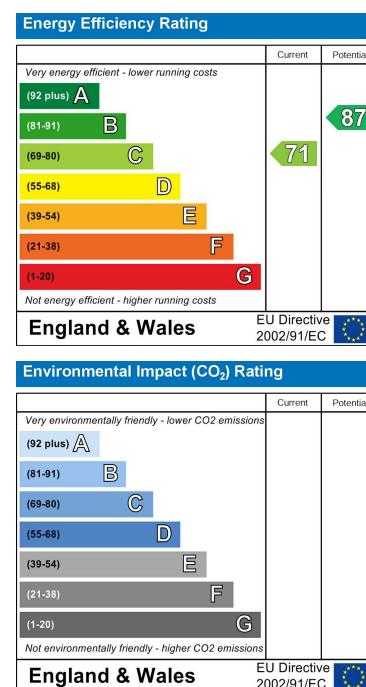 Energy Efficiency Rating
Current Potentia
Very energy efficient - lower running costs
(92 plus) A
(81-91) B 87
(69-80) C 71
(55-68) D
(39-54) E
(21-38) F
(1-20) G
Not energy efficient - higher running costs
England & Wales EU Directive
2002/91/EC
Environmental Impact (CO₂) Rating
Current Potentia
Very environmentally friendly - lower CO2 emissions
(92 plus) A
(81-91) B
(69-80) C
(55-68) D
(39-54) E
(21-38) F
(1-20) G
Not environmentally friendly - higher CO2 emissions
England & Wales EU Directive
2002/91/EC